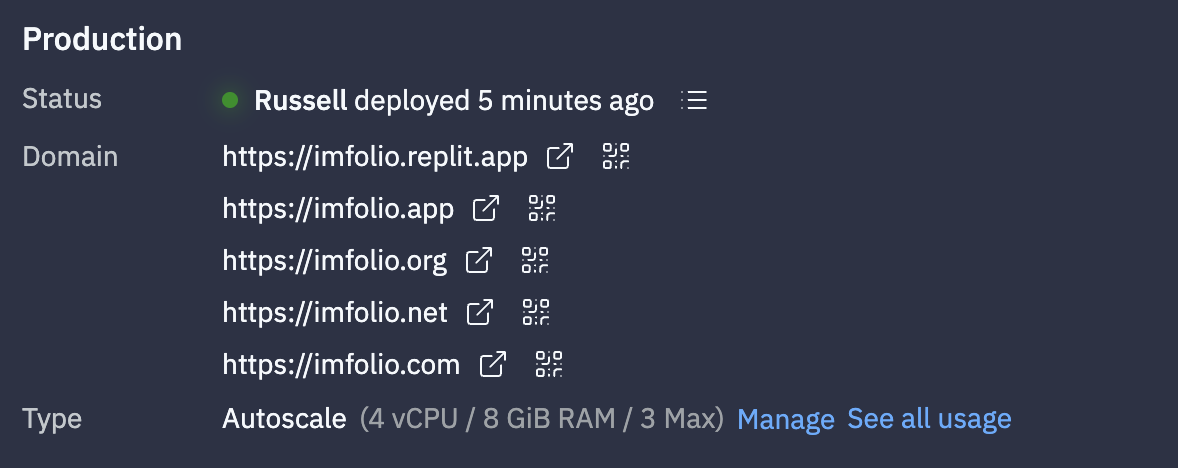 Production
Status Russell deployed 5 minutes ago
Domain https://imfolio.replit.app
https://imfolio.app
https://imfolio.org
https://imfolio.net
https://imfolio.com
Type Autoscale (4 vCPU / 8 GiB RAM / 3 Max) Manage See all usage